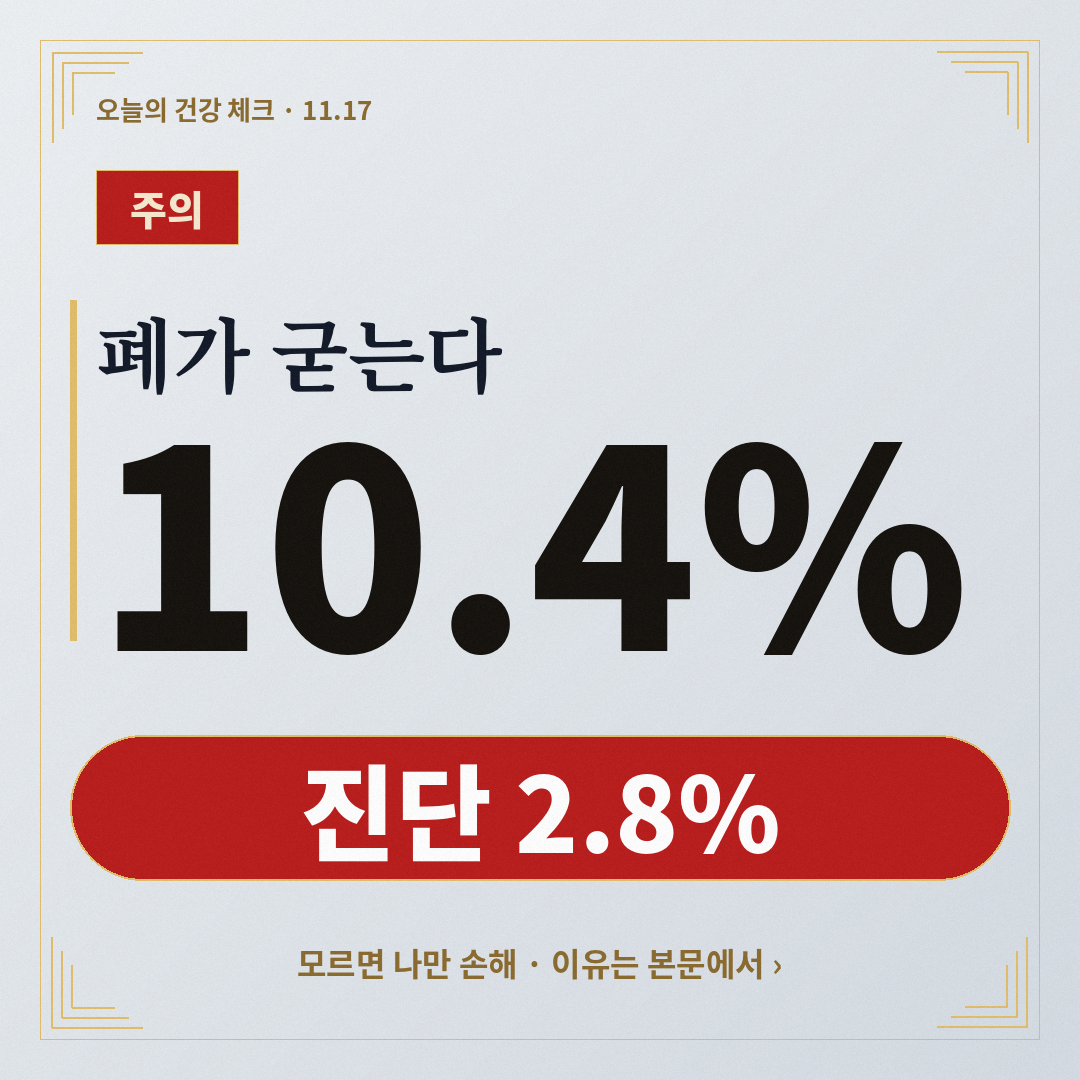 오늘의 건강 체크 · 11.17
주의
폐가 굳는다
10.4%
진단 2.8%
모르면 나만 손해 · 이유는 본문에서 ›